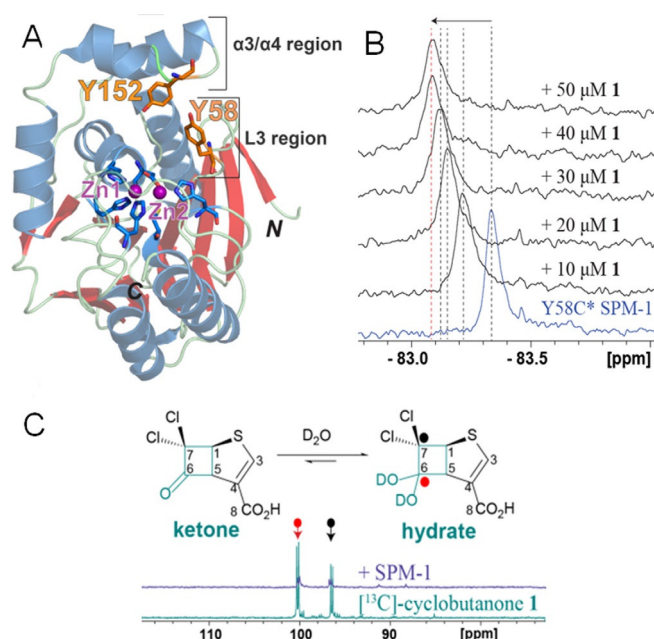 A
α3/α4 region
Y152
Y58
L3 region
Zn1
Zn2
N
C
B
+ 50 μM 1
+ 40 μM 1
+ 30 μM 1
+ 20 μM 1
+ 10 μM 1
Y58C* SPM-1
- 83.0
- 83.5
[ppm]
C
Cl
Cl
S
7
1
6
5
3
4
O
8
CO2H
ketone
D2O
Cl
Cl
S
7
1
DO
6
5
3
DO
4
8
CO2H
hydrate
+ SPM-1
[¹³C]-cyclobutanone 1
110
100
90
[ppm]